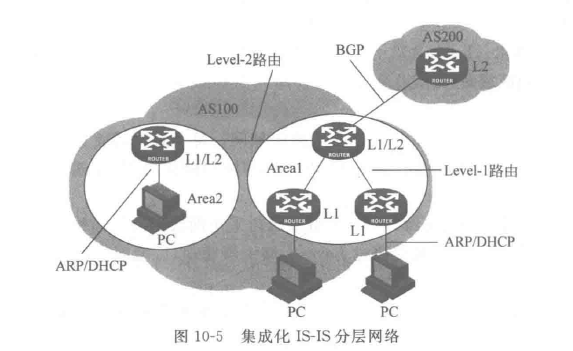 AS200
BGP
L2
ROUTER
Level-2路由
AS100
ROUTER
L1/L2
ROUTER
L1/L2
Area1
Level-1路由
Area2
PC
ROUTER
L1
ROUTER
L1
ARP/DHCP
ARP/DHCP
PC
PC
图 10-5 集成化 IS-IS 分层网络